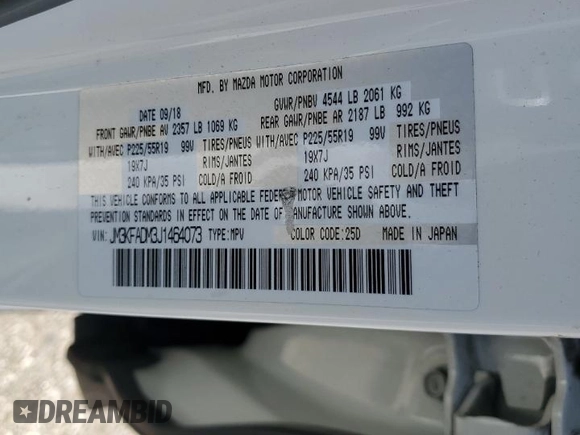 MFD. BY MAZDA MOTOR CORPORATION
DATE 09/18 GVWR/PNBV 4544 LB 2061 KG
FRONT GAWR/PNBE AV 2357 LB 1069 KG REAR GAWR/PNBE AR 2187 LB 992 KG
WITH/AVEC P225/55R19 99V TIRES/PNEUS WITH/AVEC P225/55R19 99V TIRES/PNEUS
19X7J RIMS/JANTES 19X7J RIMS/JANTES
240 KPA/35 PSI COLD/A FROID 240 KPA/35 PSI COLD/A FROID
THIS VEHICLE CONFORMS TO ALL APPLICABLE FEDERAL MOTOR VEHICLE SAFETY AND THEFT
PREVENTION STANDARDS IN EFFECT ON THE DATE OF MANUFACTURE SHOWN ABOVE.
VIN: JM3KFADM3J1464073 TYPE:MPV COLOR CODE:25D MADE IN JAPAN
DREAMBID